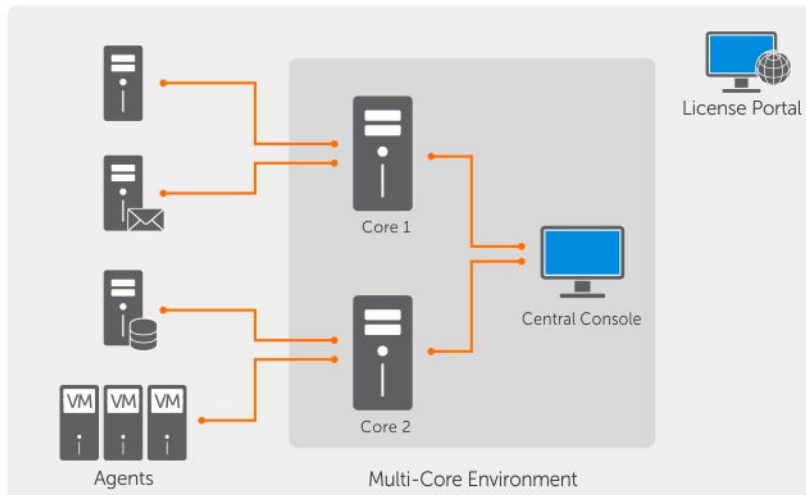 License Portal
Core 1
Central Console
VM VM VM
Core 2
Agents
Multi-Core Environment